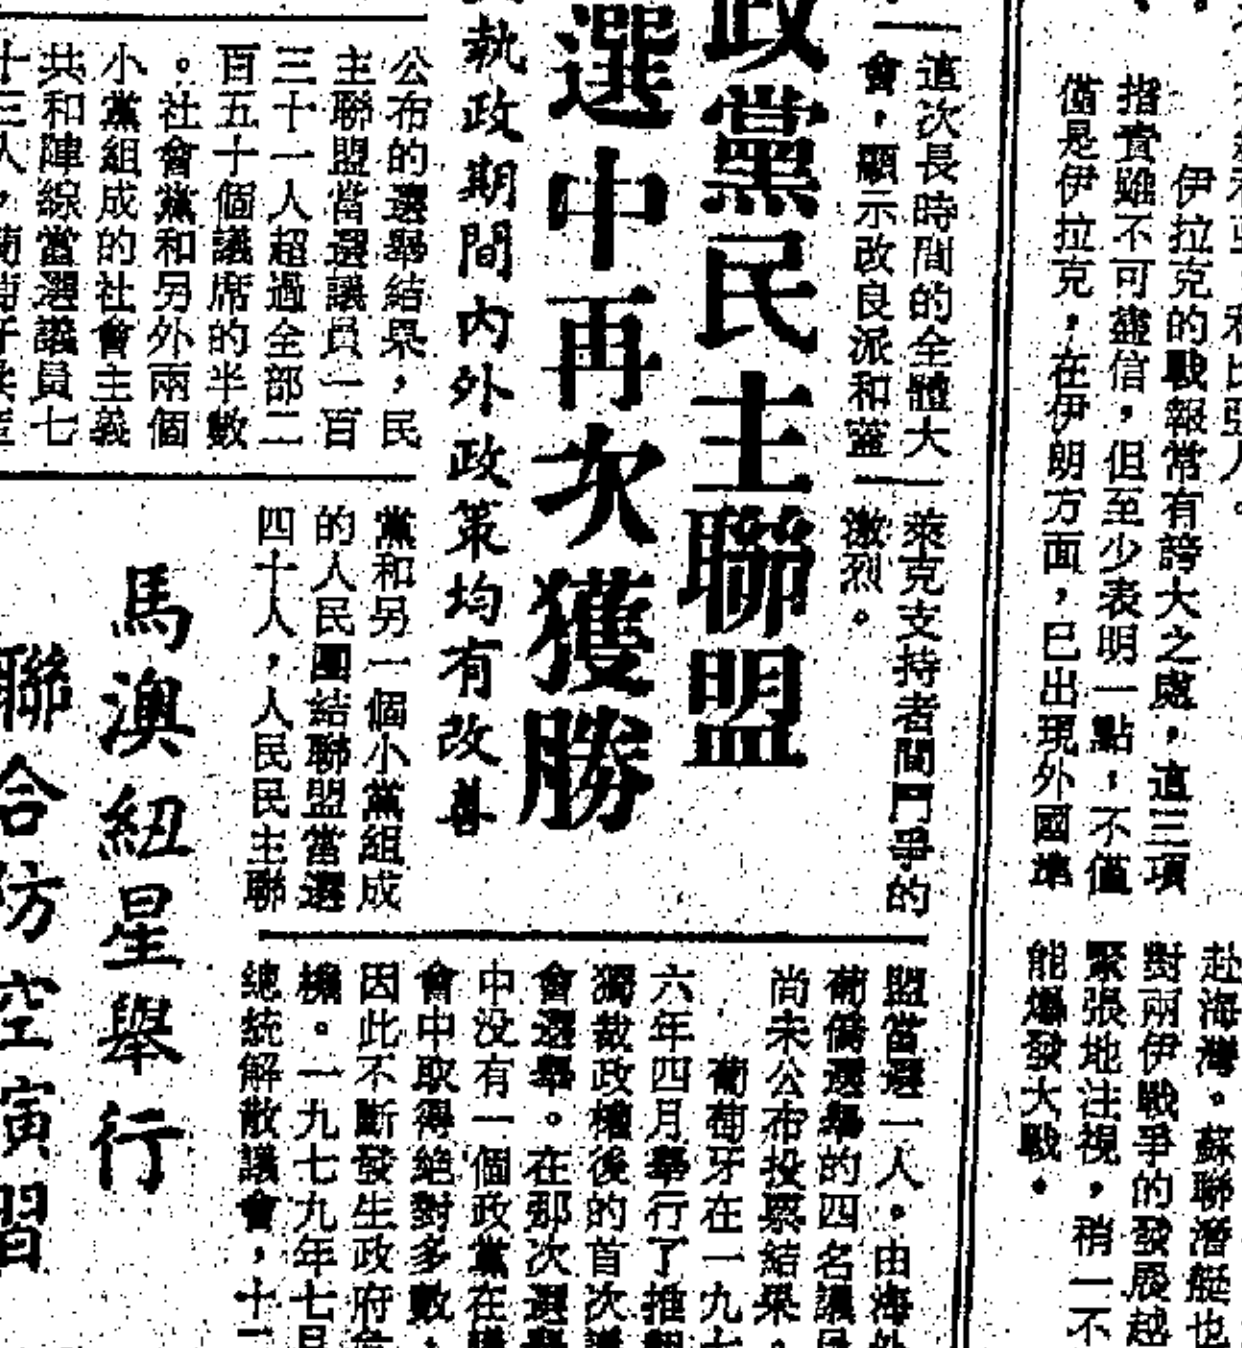 伊拉克的戰報常有誇大之處，這三項
指責雖不可盡信，但至少表明一點，不僅
僅是伊拉克，在伊朗方面，已出現外國準
赴海灣。蘇聯潛艇也
對兩伊戰爭的發展越
緊張地注視，稍一不
能爆發大戰。
這次長時間的全體大
會，顯示改良派和藍
萊克支持者間鬥爭的
激烈。
政黨民主聯盟
選中再次獲勝
執政期間內外政策均有改善
公布的選舉結果，民
主聯盟當選議員一百
三十一人超過全部二
百五十個議席的半數
。社會黨和另外兩個
小黨組成的社會主義
共和陣線當選議員七
十三人，葡萄牙共產
黨和另一個小黨組成
的人民團結聯盟當選
四十人，人民民主聯
盟當選一人。由海外
葡僑選舉的四名議員
尚未公布投票結果。
葡萄牙在一九七
六年四月舉行了推翻
獨裁政權後的首次議
會選舉。在那次選舉
中没有一個政黨在議
會中取得絕對多數，
因此不斷發生政府危
機。一九七九年七月
總統解散議會，十二
馬澳紐星舉行
聯合防空演習